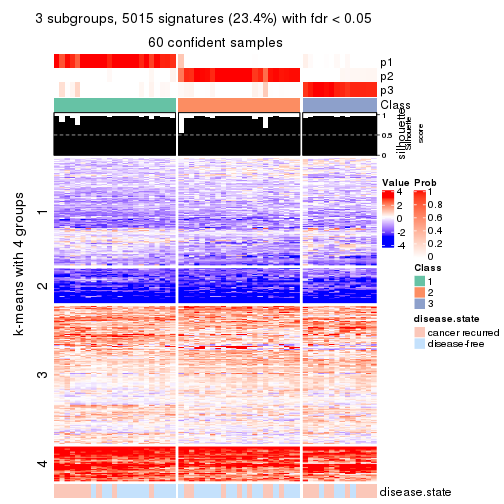 3 subgroups, 5015 signatures (23.4%) with fdr < 0.05
60 confident samples
p1
p2
p3
Class
silhouette
Silhouette
score
1
0.5
0
k-means with 4 groups
1
2
3
4
disease.state
Value
4
2
0
-2
-4
Prob
1
0.8
0.6
0.4
0.2
0
Class
1
2
3
disease.state
cancer recurred
disease-free